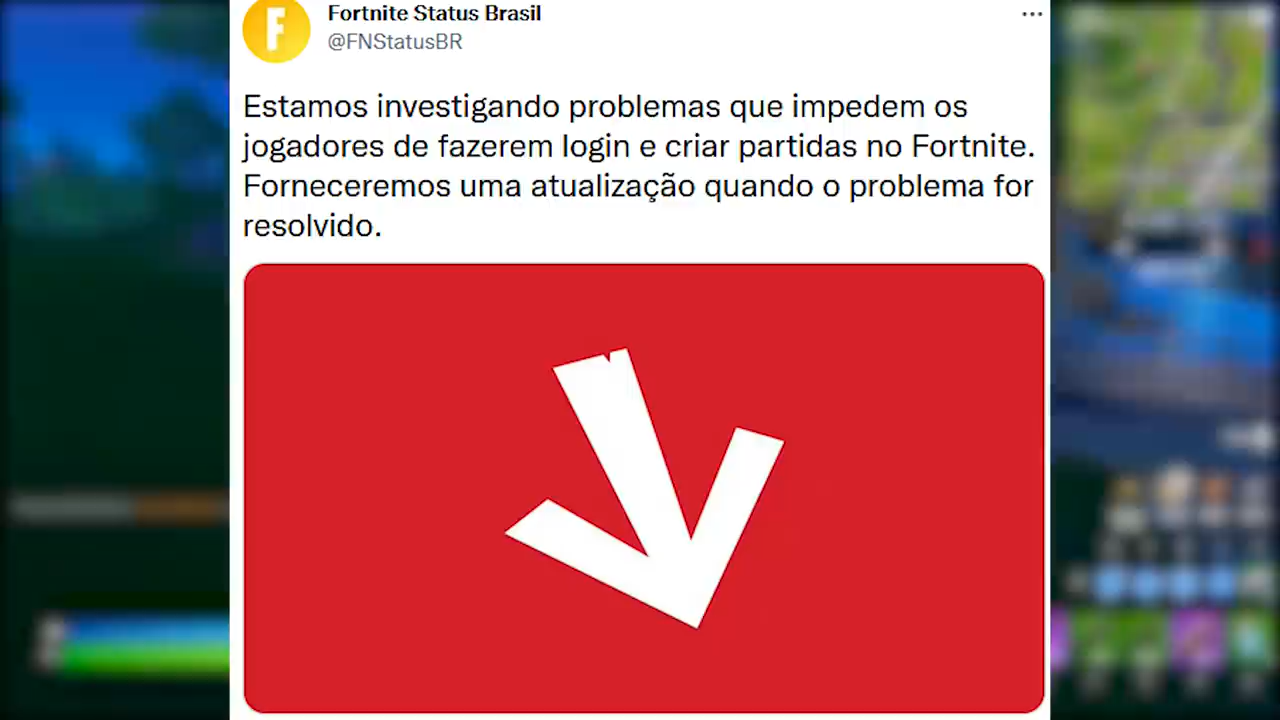 Fortnite Status Brasil
@FNStatusBR
Estamos investigando problemas que impedem os
jogadores de fazerem login e criar partidas no Fortnite.
Forneceremos uma atualização quando o problema for
resolvido.